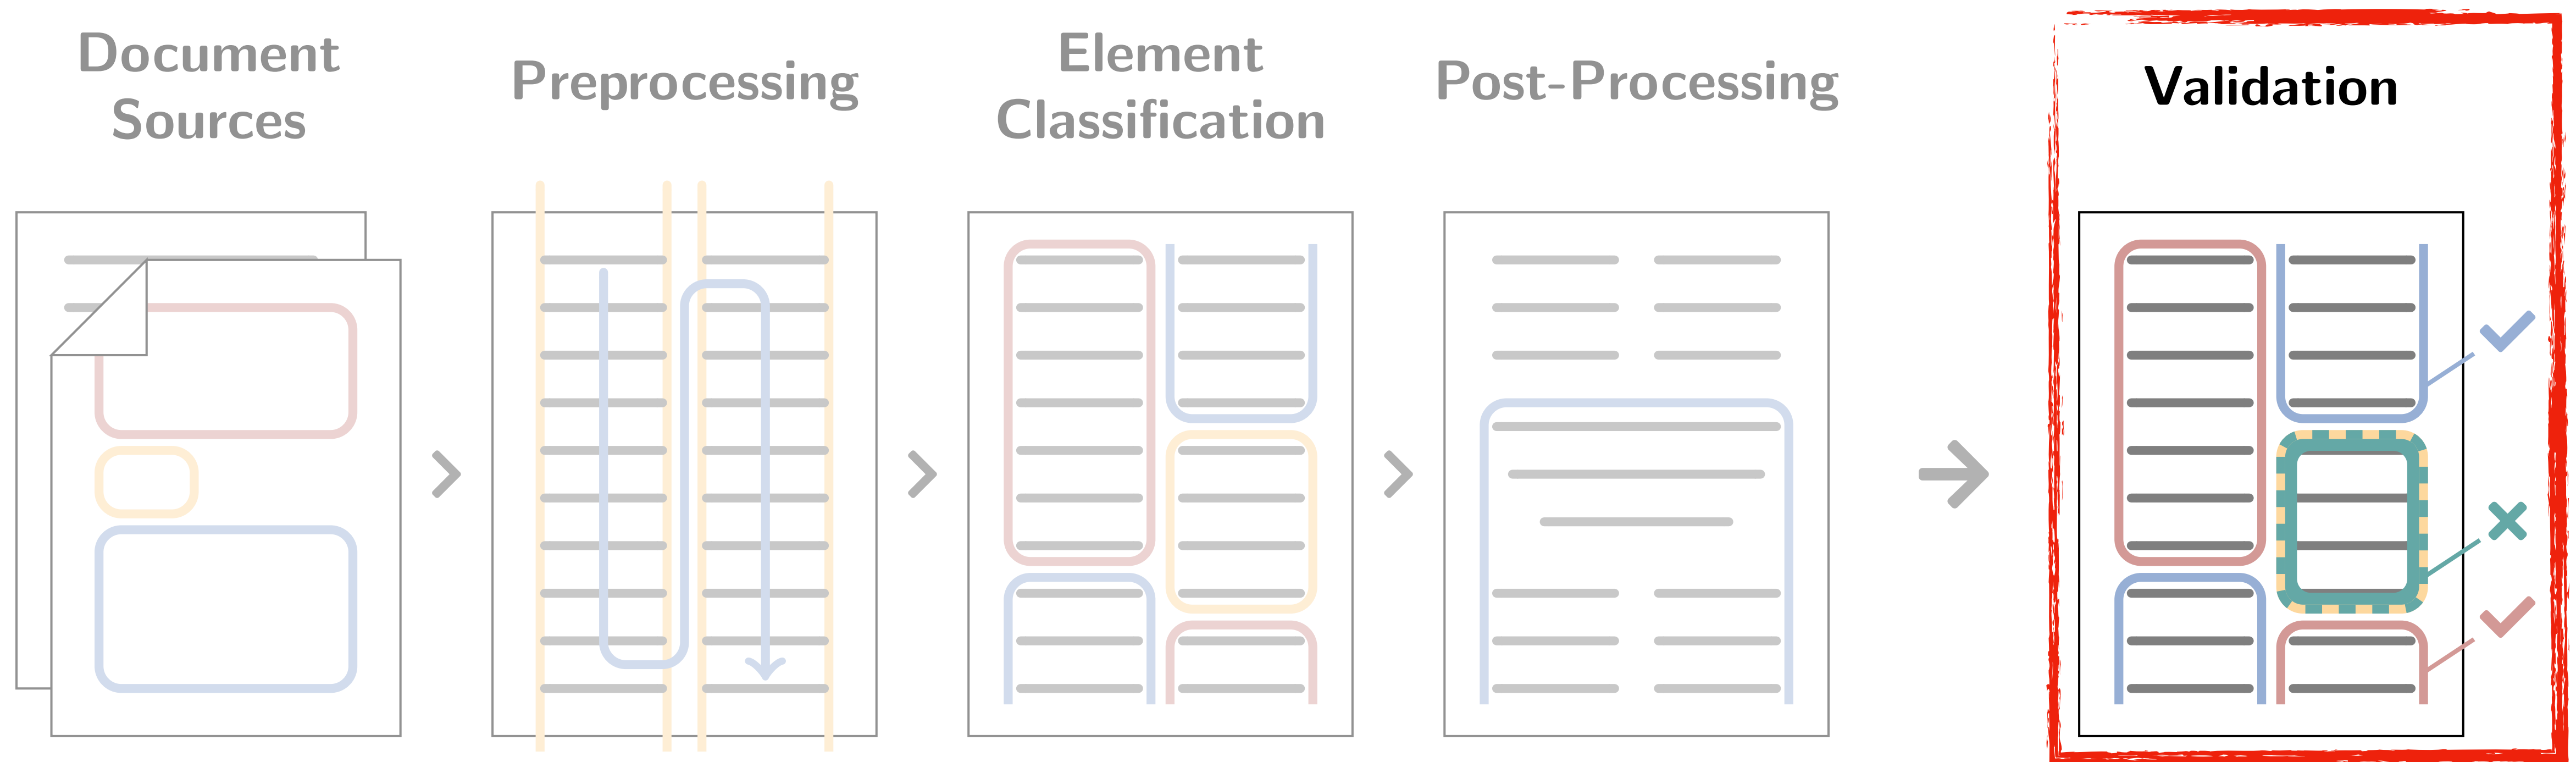 Document
Sources
Preprocessing
Element
Classification
Post-Processing
Validation